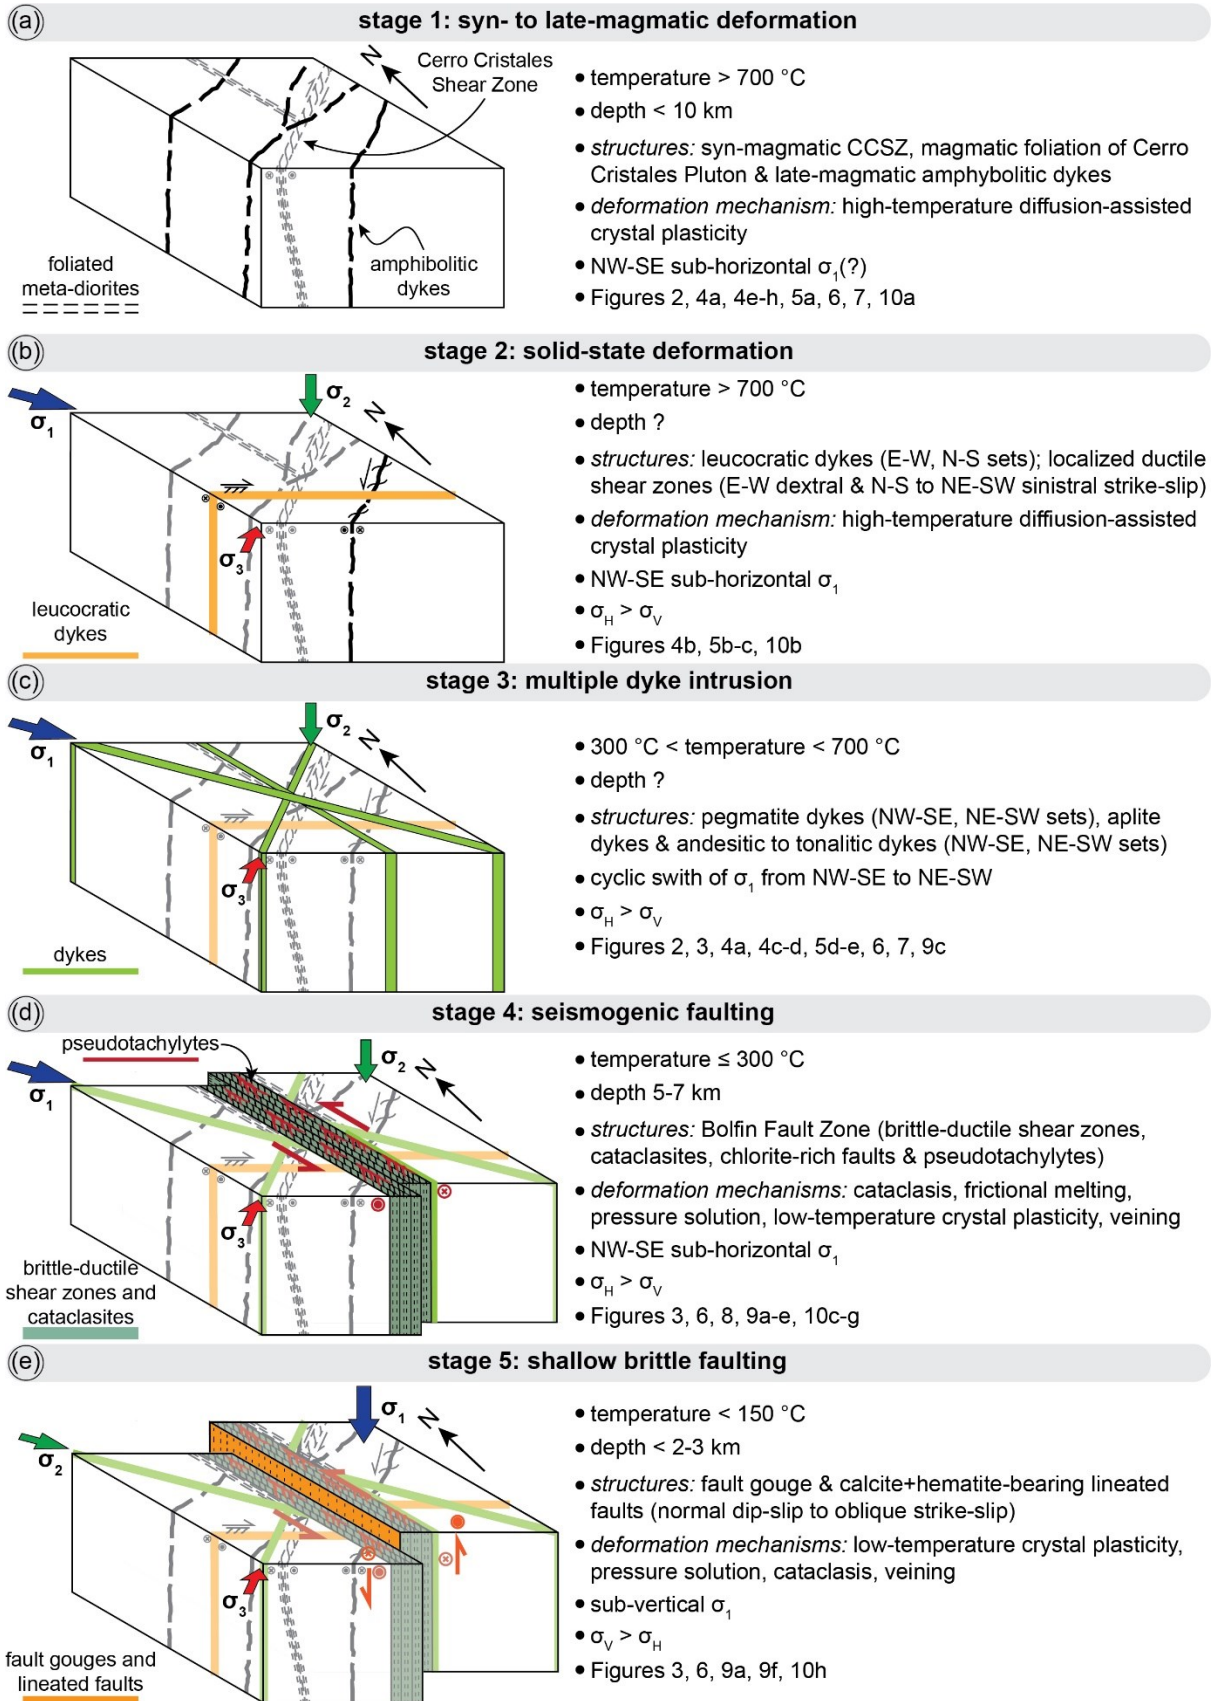 (a) stage 1: syn- to late-magmatic deformation
N
Cerro Cristales
Shear Zone
foliated
meta-diorites
amphibolitic
dykes
• temperature > 700 °C
• depth < 10 km
• structures: syn-magmatic CCSZ, magmatic foliation of Cerro
Cristales Pluton & late-magmatic amphybolitic dykes
• deformation mechanism: high-temperature diffusion-assisted
crystal plasticity
• NW-SE sub-horizontal σ1(?)
• Figures 2, 4a, 4e-h, 5a, 6, 7, 10a
(b) stage 2: solid-state deformation
σ1
σ2
N
σ3
leucocratic
dykes
• temperature > 700 °C
• depth ?
• structures: leucocratic dykes (E-W, N-S sets); localized ductile
shear zones (E-W dextral & N-S to NE-SW sinistral strike-slip)
• deformation mechanism: high-temperature diffiusion-assisted
crystal plasticity
• NW-SE sub-horizontal σ1
• σH > σV
• Figures 4b, 5b-c, 10b
(c) stage 3: multiple dyke intrusion
σ1
σ2
N
σ3
dykes
• 300 °C < temperature < 700 °C
• depth ?
• structures: pegmatite dykes (NW-SE, NE-SW sets), aplite
dykes & andesitic to tonalitic dykes (NW-SE, NE-SW sets)
• cyclic swith of σ1 from NW-SE to NE-SW
• σH > σV
• Figures 2, 3, 4a, 4c-d, 5d-e, 6, 7, 9c
(d) stage 4: seismogenic faulting
pseudotachylytes
σ1
σ2
N
σ3
brittle-ductile
shear zones and
cataclasites
• temperature ≤ 300 °C
• depth 5-7 km
• structures: Bolfin Fault Zone (brittle-ductile shear zones,
cataclasites, chlorite-rich faults & pseudotachylytes)
• deformation mechanisms: cataclasis, frictional melting,
pressure solution, low-temperature crystal plasticity, veining
• NW-SE sub-horizontal σ1
• σH > σV
• Figures 3, 6, 8, 9a-e, 10c-g
(e) stage 5: shallow brittle faulting
σ2
σ1
N
σ3
fault gouges and
lineated faults
• temperature < 150 °C
• depth < 2-3 km
• structures: fault gouge & calcite+hematite-bearing lineated
faults (normal dip-slip to oblique strike-slip)
• deformation mechanisms: low-temperature crystal plasticity,
pressure solution, cataclasis, veining
• sub-vertical σ1
• σV > σH
• Figures 3, 6, 9a, 9f, 10h